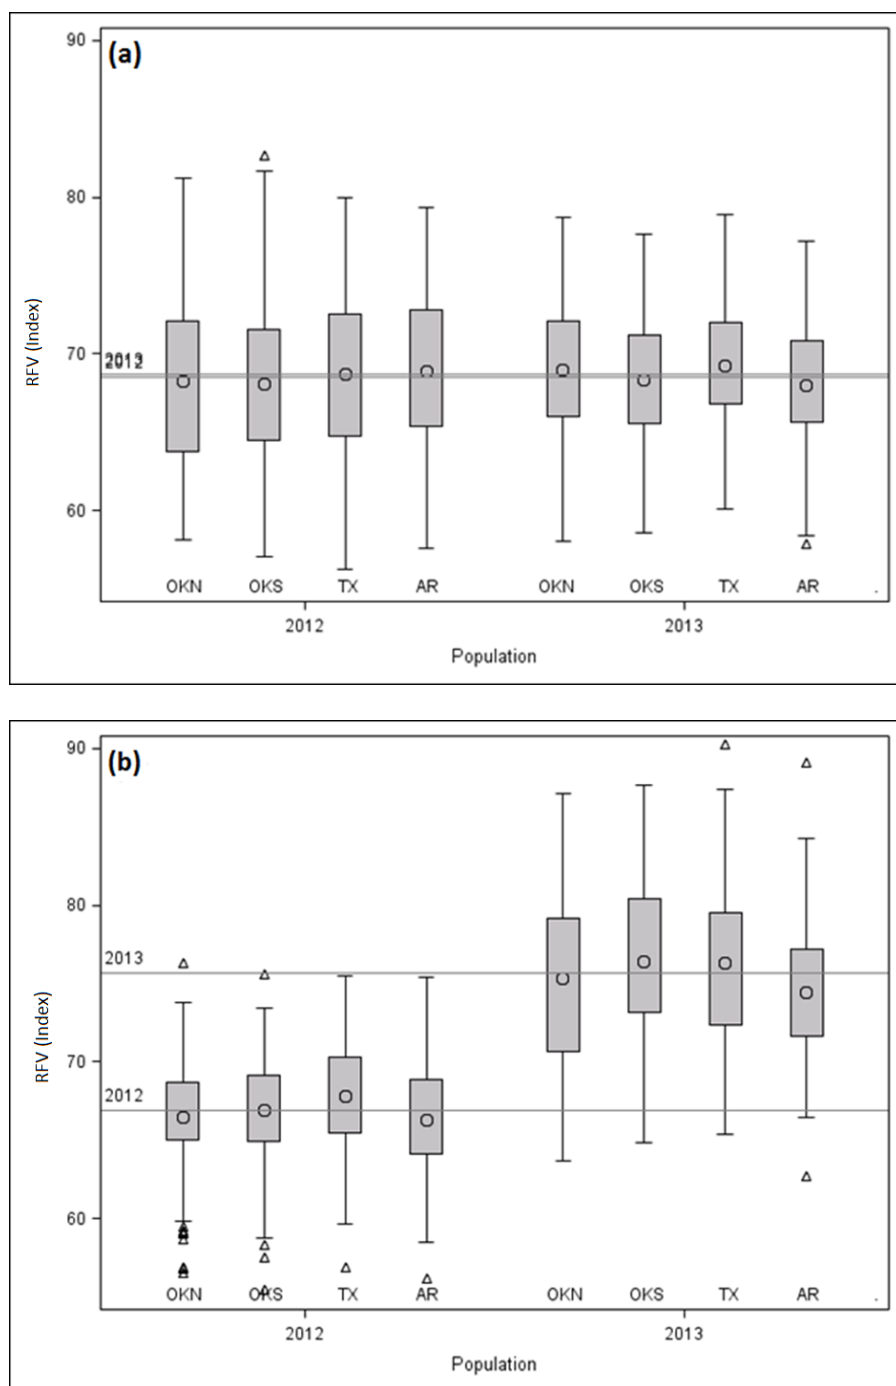 (a)
90
80
RFV (Index)
70
2013
2012
60
OKN OKS TX AR OKN OKS TX AR .
2012 2013
Population
(b)
90
80
2013
RFV (Index)
70
2012
60
OKN OKS TX AR OKN OKS TX AR .
2012 2013
Population